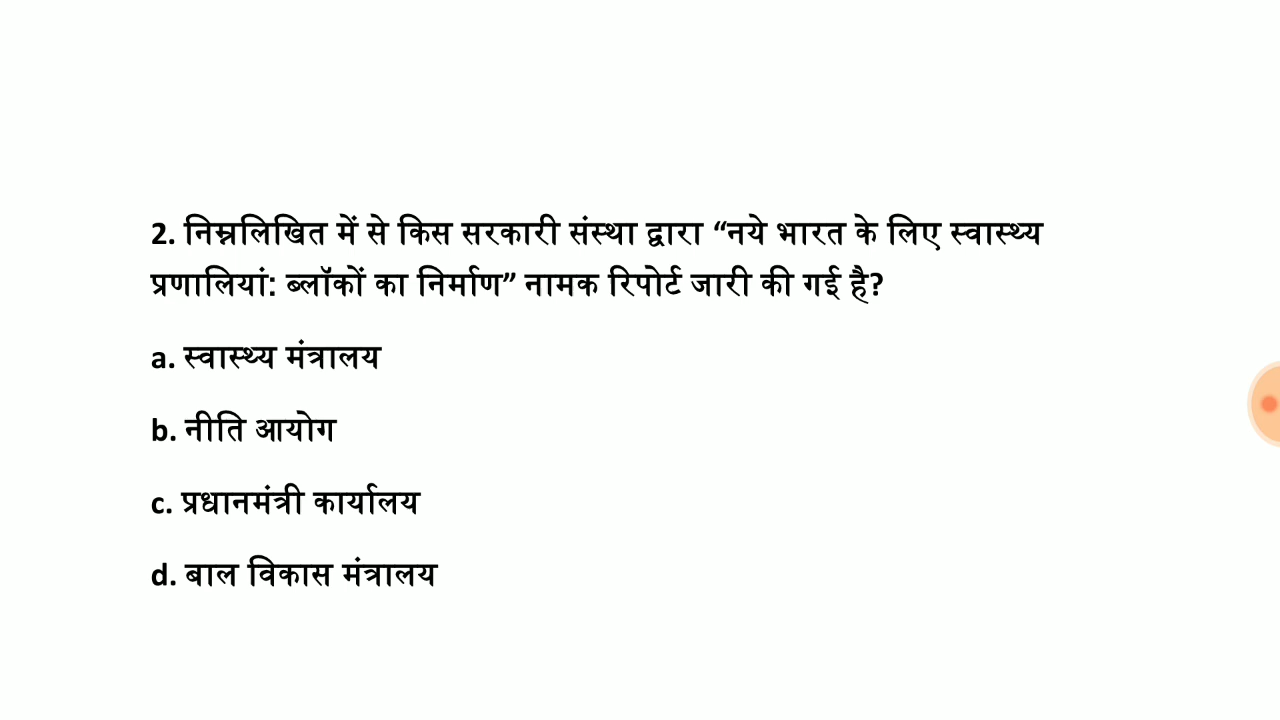 2. निम्नलिखित में से किस सरकारी संस्था द्वारा “नये भारत के लिए स्वास्थ्य
प्रणालियां: ब्लॉकों का निर्माण” नामक रिपोर्ट जारी की गई है?
a. स्वास्थ्य मंत्रालय
b. नीति आयोग
c. प्रधानमंत्री कार्यालय
d. बाल विकास मंत्रालय